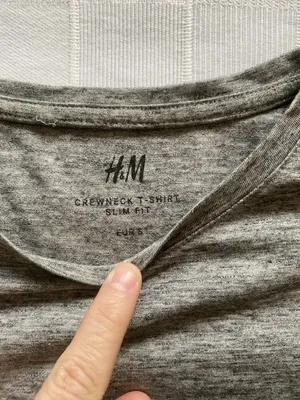 H&M
CREWNECK T-SHIRT
SLIM FIT
EUR S